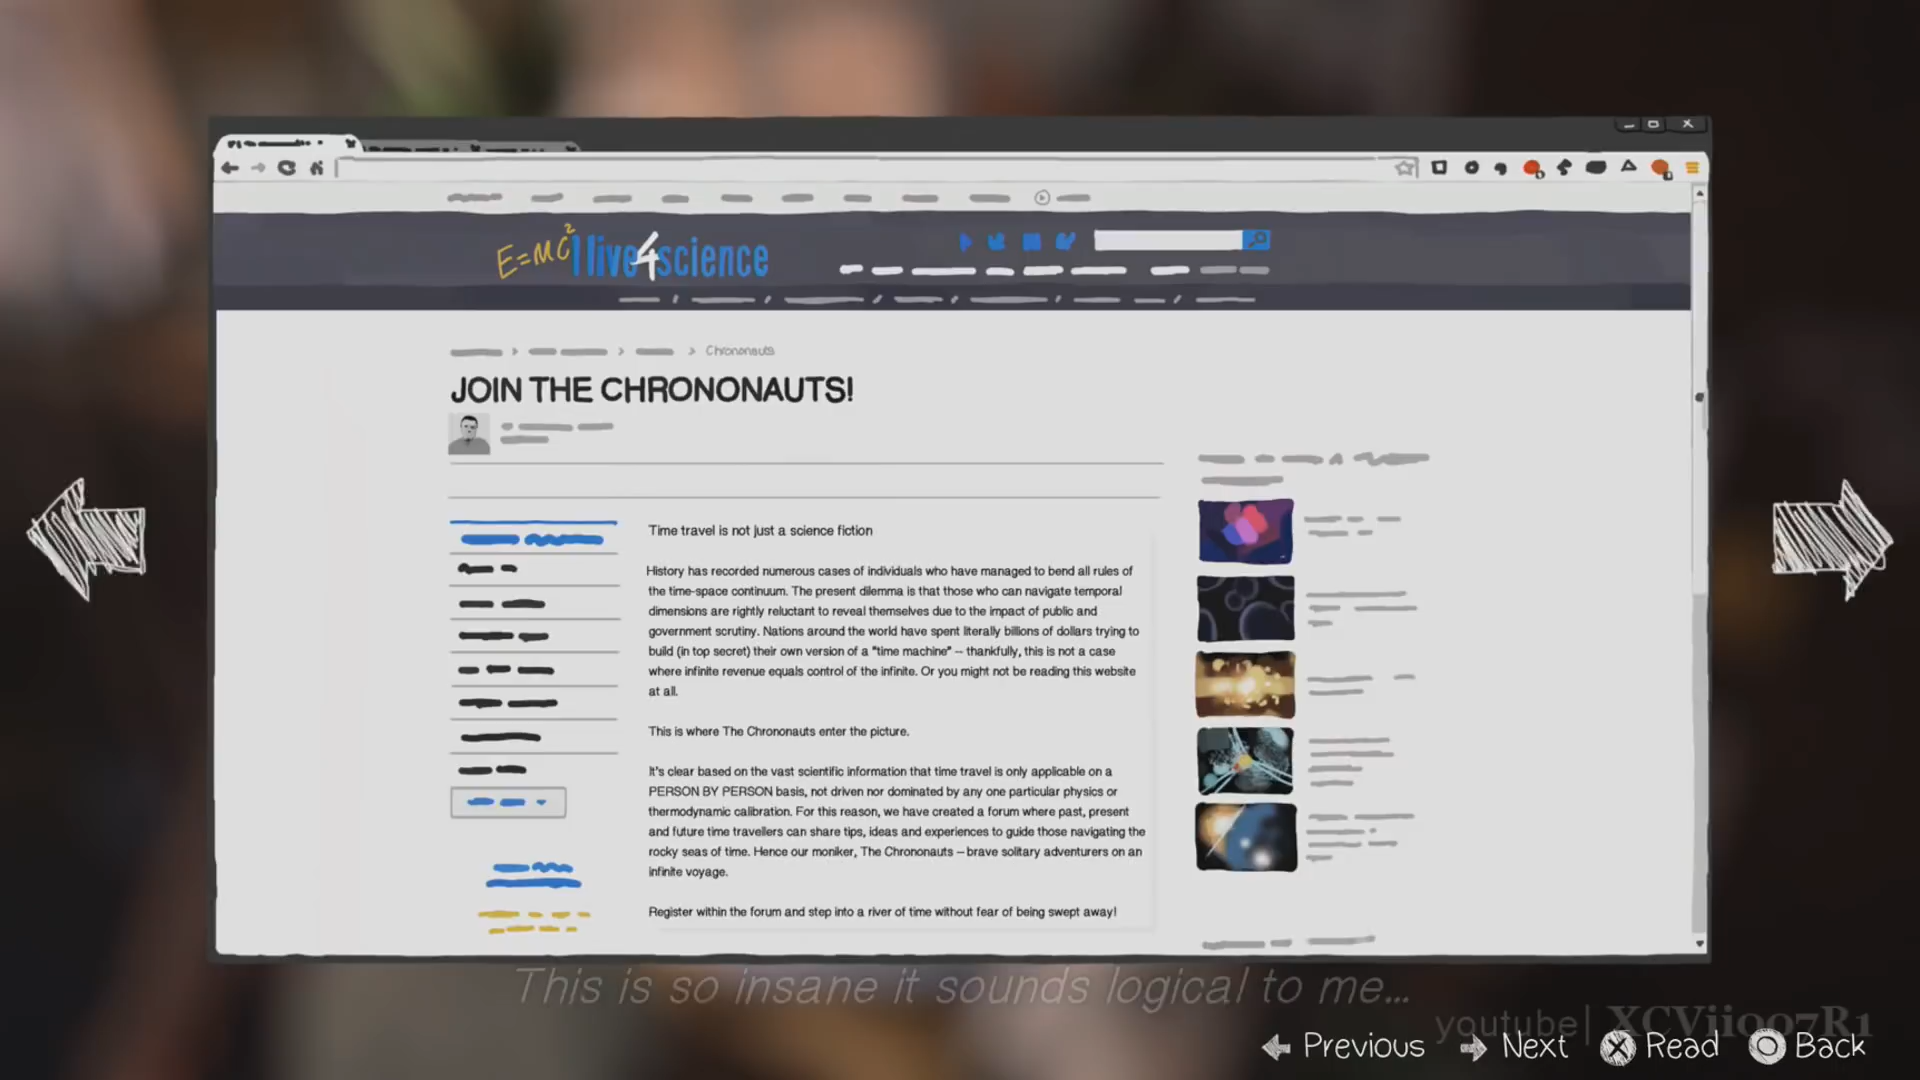 E=MC²
I live4science
Chrononauts
JOIN THE CHRONONAUTS!
Time travel is not just a science fiction
History has recorded numerous cases of individuals who have managed to bend all rules of
the time-space continuum. The present dilemma is that those who can navigate temporal
dimensions are rightly reluctant to reveal themselves due to the impact of public and
government scrutiny. Nations around the world have spent literally billions of dollars trying to
build (in top secret) their own version of a "time machine" – thankfully, this is not a case
where infinite revenue equals control of the infinite. Or you might not be reading this website
at all.
This is where The Chrononauts enter the picture.
It's clear based on the vast scientific information that time travel is only applicable on a
PERSON BY PERSON basis, not driven nor dominated by any one particular physics or
thermodynamic calibration. For this reason, we have created a forum where past, present
and future time travellers can share tips, ideas and experiences to guide those navigating the
rocky seas of time. Hence our moniker, The Chrononauts – brave solitary adventurers on an
infinite voyage.
Register within the forum and step into a river of time without fear of being swept away!
This is so insane it sounds logical to me...
youtube| XCVii007R1
Previous Next Read Back